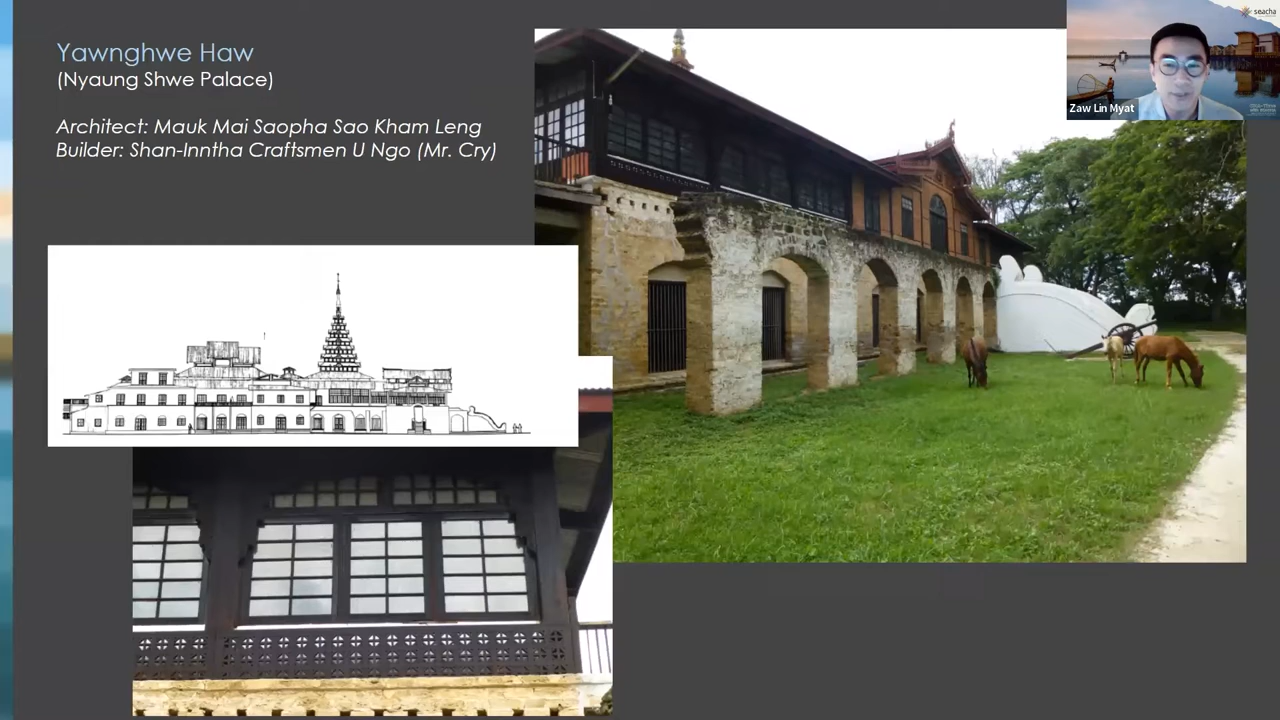 Yawnghwe Haw
(Nyaung Shwe Palace)
Architect: Mauk Mai Saopha Sao Kham Leng
Builder: Shan-Inntha Craftsmen U Ngo (Mr. Cry)
seacha
Zaw Lin Myat